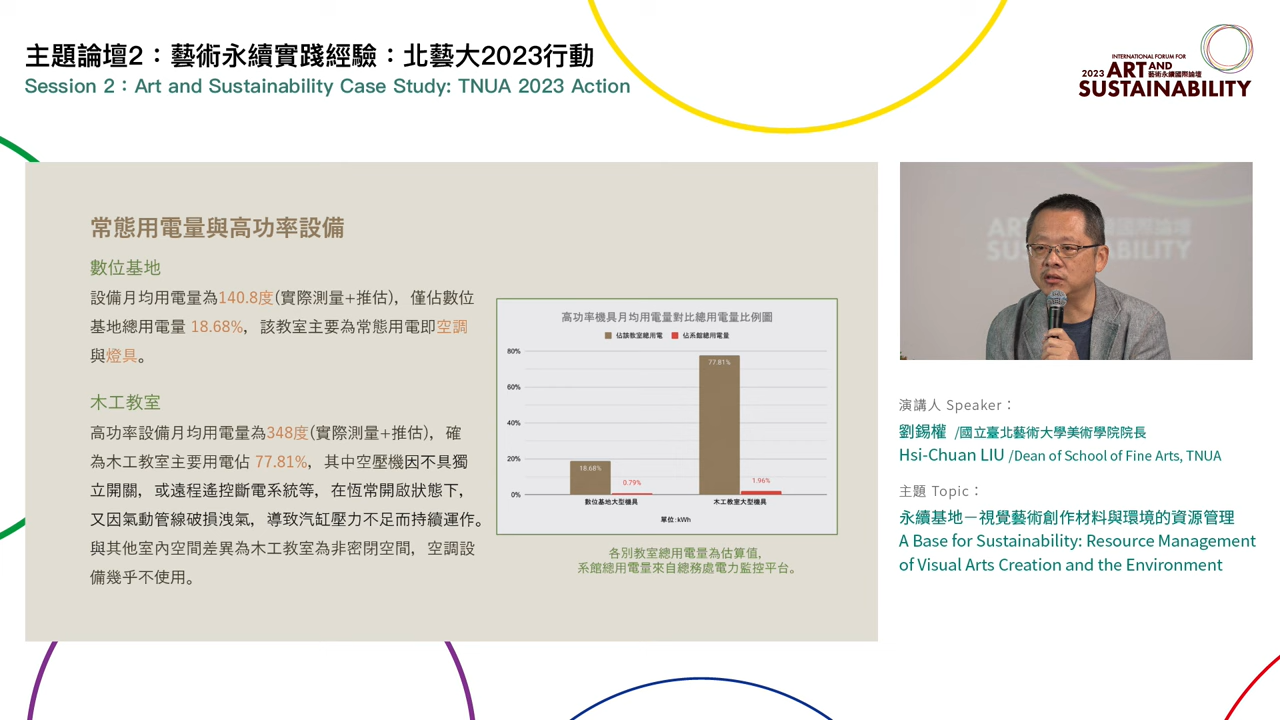 主題論壇2：藝術永續實踐經驗：北藝大2023行動
Session 2：Art and Sustainability Case Study: TNUA 2023 Action
INTERNATIONAL FORUM FOR
2023 ART AND
藝術永續國際論壇
SUSTAINABILITY
常態用電量與高功率設備
數位基地
設備月均用電量為140.8度(實際測量+推估)，僅佔數位
基地總用電量 18.68%，該教室主要為常態用電即空調
與燈具。
木工教室
高功率設備月均用電量為348度(實際測量+推估)，確
為木工教室主要用電佔 77.81%，其中空壓機因不具獨
立開關，或遠程遙控斷電系統等，在恆常開啟狀態下，
又因氣動管線破損洩氣，導致汽缸壓力不足而持續運作。
與其他室內空間差異為木工教室為非密閉空間，空調設
備幾乎不使用。
高功率機具月均用電量對比總用電量比例圖
佔該教室總用電 佔系館總用電量
80%
60%
40%
20%
0%
18.68%
0.79%
77.81%
1.96%
數位基地大型機具 木工教室大型機具
單位：kWh
各別教室總用電量為估算值，
系館總用電量來自總務處電力監控平台。
演講人 Speaker：
劉錫權 /國立臺北藝術大學美術學院院長
Hsi-Chuan LIU /Dean of School of Fine Arts, TNUA
主題 Topic：
永續基地－視覺藝術創作材料與環境的資源管理
A Base for Sustainability: Resource Management
of Visual Arts Creation and the Environment